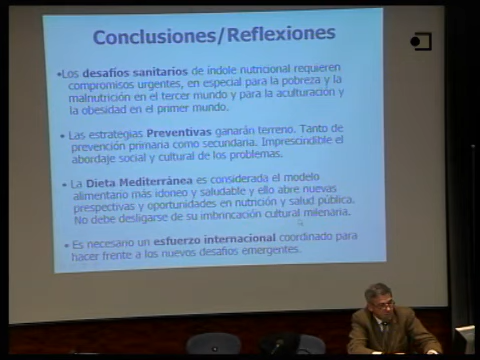 Conclusiones/Reflexiones
•Los desafíos sanitarios de índole nutricional requieren
compromisos urgentes, en especial para la pobreza y la
malnutrición en el tercer mundo y para la aculturación y
la obesidad en el primer mundo.
• Las estrategias Preventivas ganarán terreno. Tanto de
prevención primaria como secundaria. Imprescindible el
abordaje social y cultural de los problemas.
• La Dieta Mediterránea es considerada el modelo
alimentario más idoneo y saludable y ello abre nuevas
prespectivas y oportunidades en nutrición y salud pública.
No debe desligarse de su imbrincación cultural milenaria.
• Es necesario un esfuerzo internacional coordinado para
hacer frente a los nuevos desafíos emergentes.